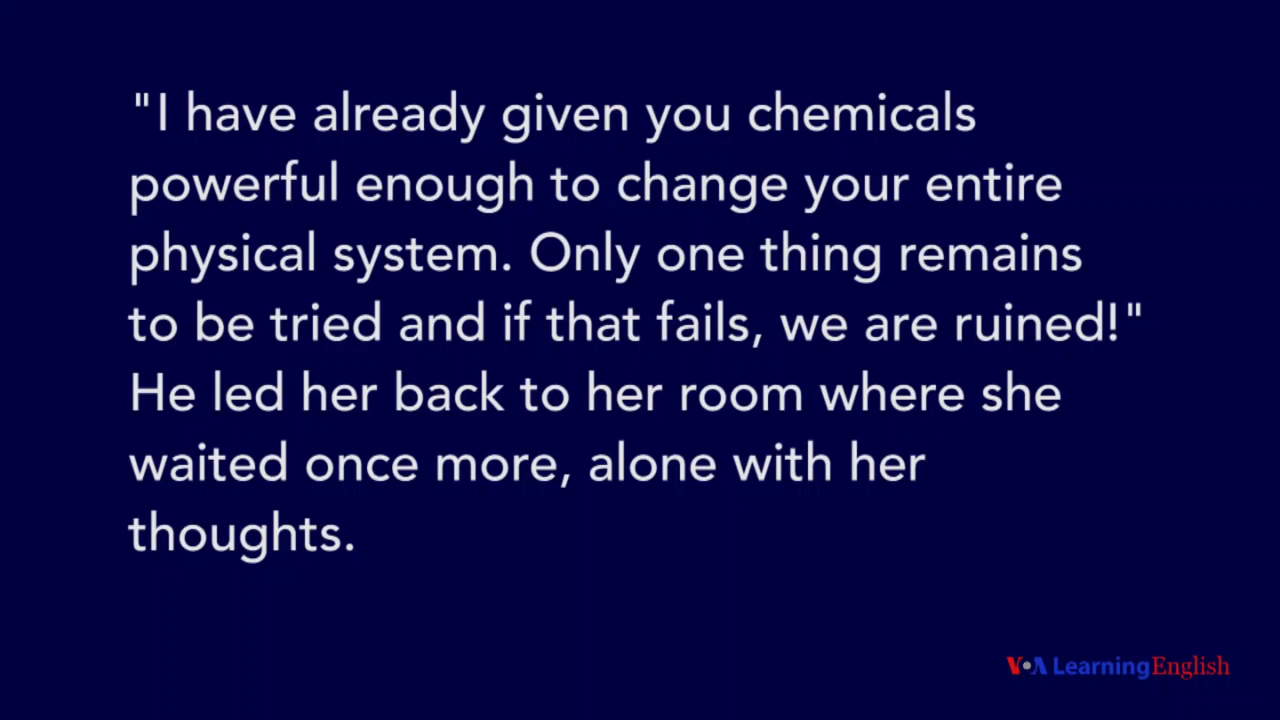 "I have already given you chemicals
powerful enough to change your entire
physical system. Only one thing remains
to be tried and if that fails, we are ruined!"
He led her back to her room where she
waited once more, alone with her
thoughts.
VOA Learning English